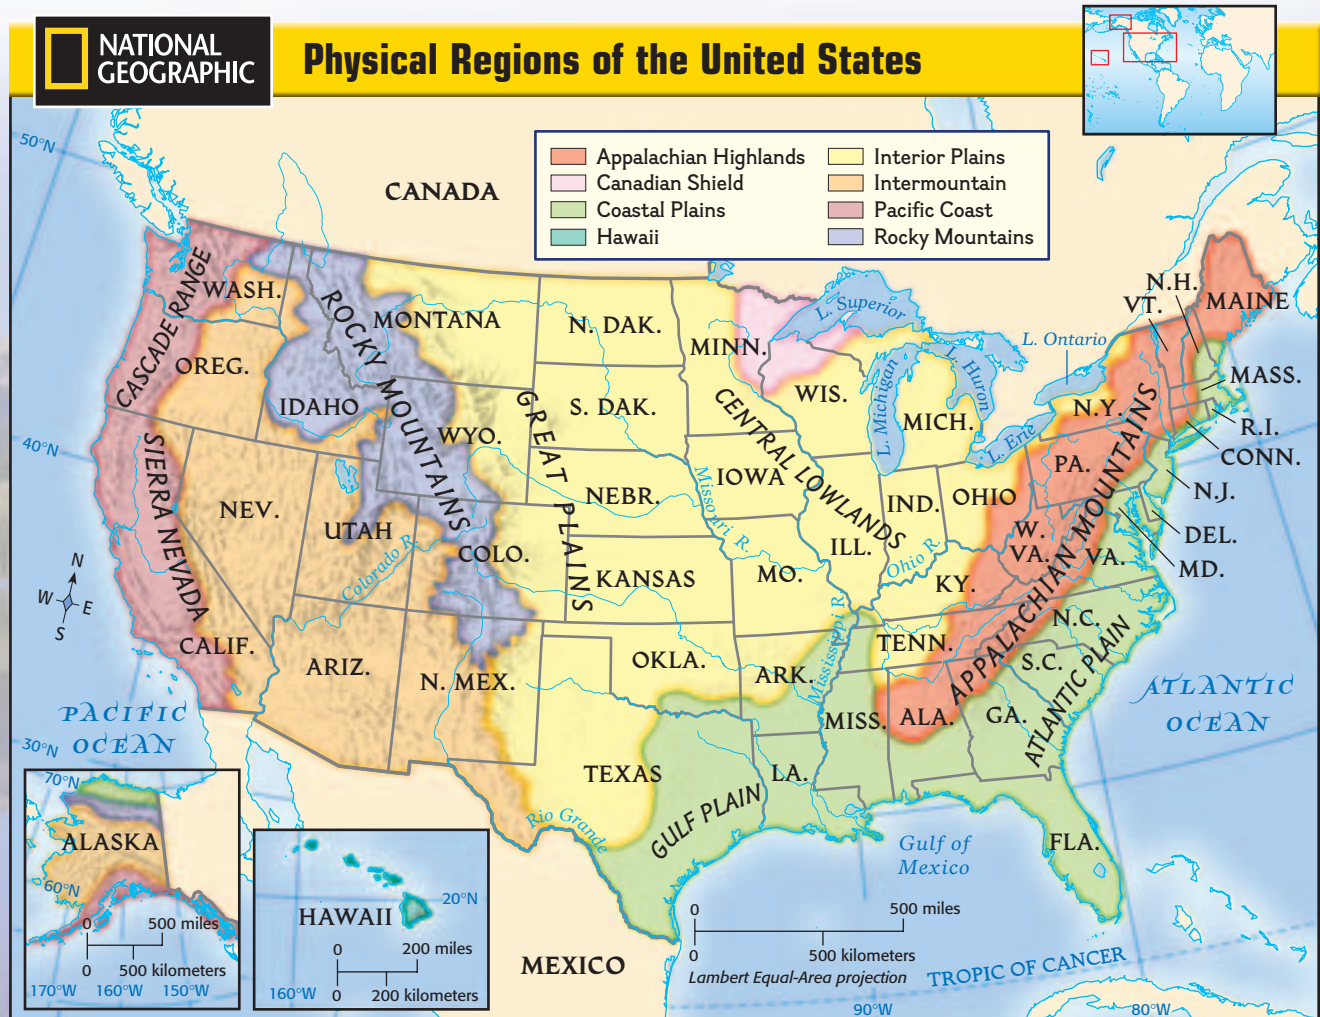 NATIONAL
GEOGRAPHIC
Physical Regions of the United States
50°N
CANADA
Appalachian Highlands
Canadian Shield
Coastal Plains
Hawaii
Interior Plains
Intermountain
Pacific Coast
Rocky Mountains
CASCADE RANGE
WASH.
ROCKY MOUNTAINS
MONTANA
N. DAK.
MINN.
L. Superior
L. Ontario
N.H.
VT.
MAINE
OREG.
IDAHO
WYO.
S. DAK.
GREAT PLAINS
CENTRAL LOWLANDS
WIS.
L. Michigan
L. Huron
MICH.
L. Erie
N.Y.
MASS.
R.I.
CONN.
N.J.
DEL.
MD.
40°N
SIERRA NEVADA
NEV.
UTAH
Colorado R.
COLO.
NEBR.
IOWA
Missouri R.
KANSAS
MO.
ILL.
IND.
OHIO
Ohio R.
PA.
W.
VA.
VA.
KY.
APPALACHIAN MOUNTAINS
N
W
E
S
CALIF.
ARIZ.
N. MEX.
OKLA.
ARK.
Mississippi R.
TENN.
N.C.
S.C.
ATLANTIC PLAIN
MISS.
ALA.
GA.
PACIFIC
OCEAN
ATLANTIC
OCEAN
30°N
TEXAS
LA.
GULF PLAIN
Rio Grande
Gulf of
Mexico
FLA.
70°N
ALASKA
60°N
0
500 miles
0
500 kilometers
170°W
160°W
150°W
HAWAII
20°N
0
200 miles
0
200 kilometers
160°W
MEXICO
0
500 miles
0
500 kilometers
Lambert Equal-Area projection
TROPIC OF CANCER
90°W
80°W